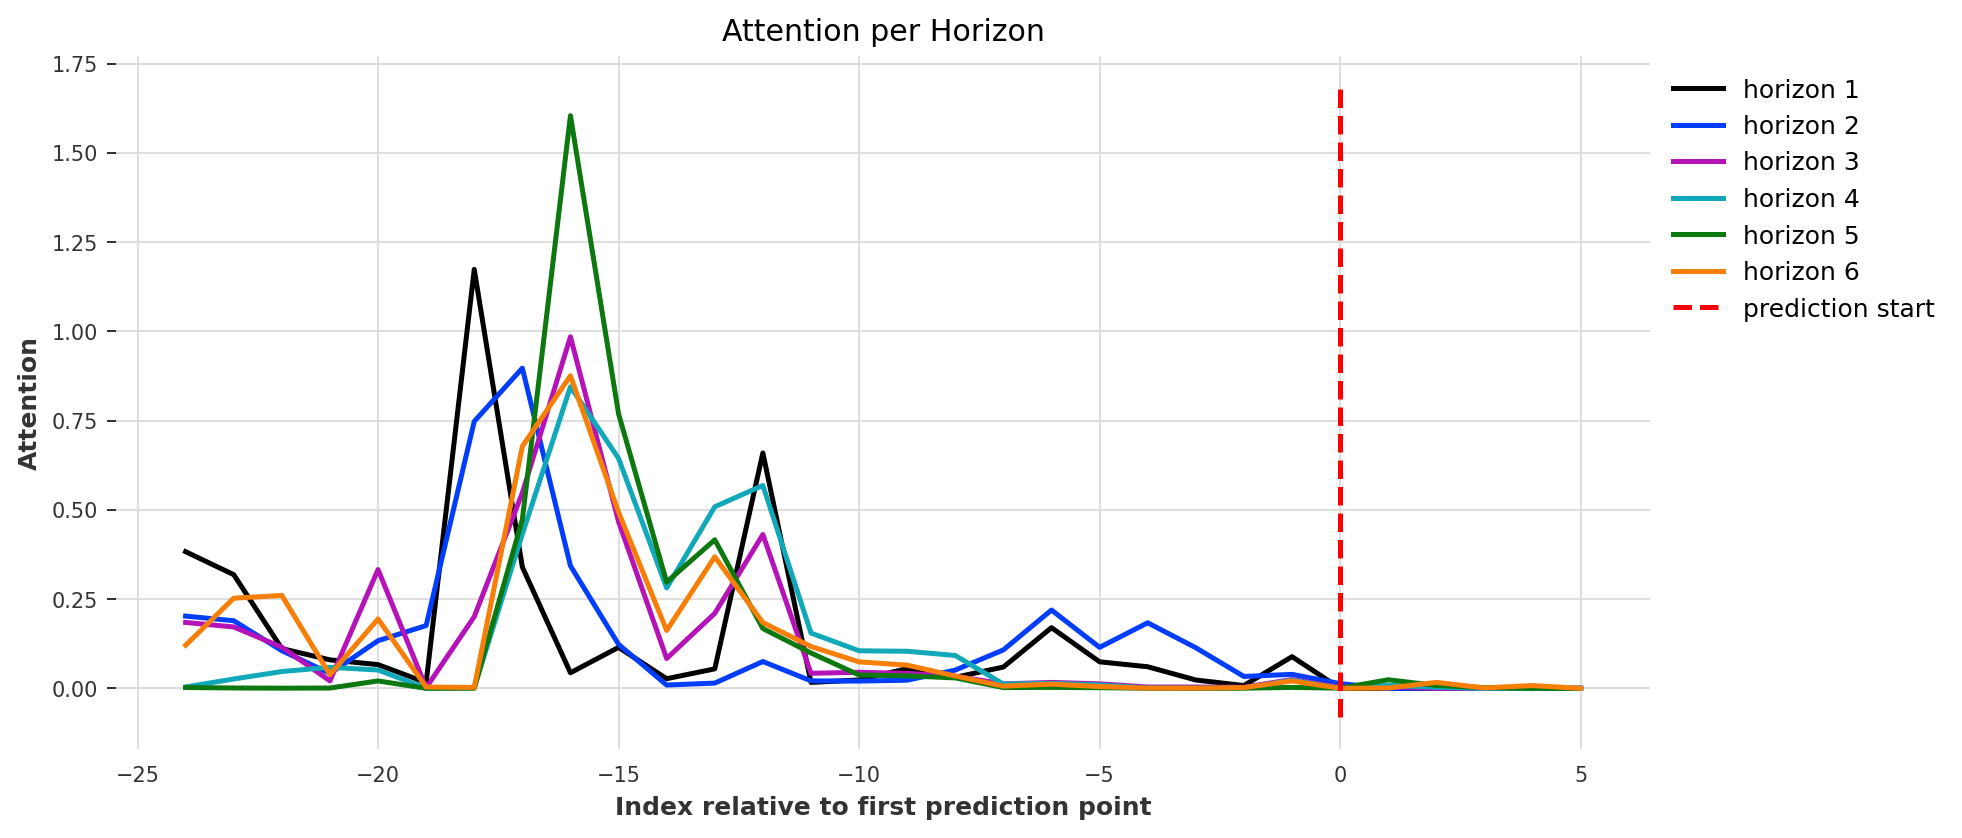 Attention per Horizon
1.75
1.50
1.25
1.00
0.75
0.50
0.25
0.00
Attention
−25
−20
−15
−10
−5
0
5
Index relative to first prediction point
horizon 1
horizon 2
horizon 3
horizon 4
horizon 5
horizon 6
prediction start